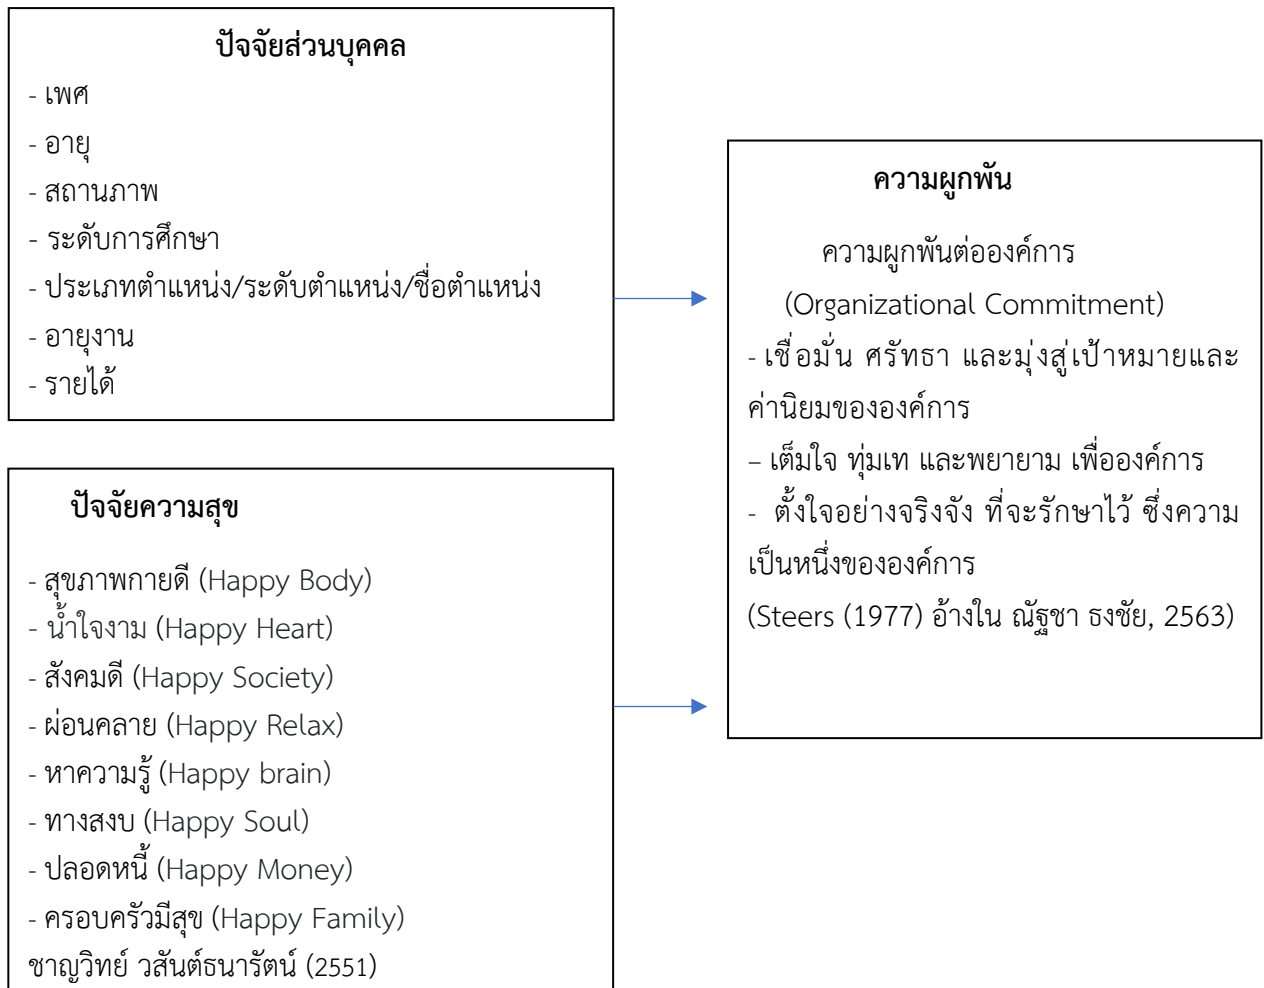 ปัจจัยส่วนบุคคล
- เพศ
- อายุ
- สถานภาพ
- ระดับการศึกษา
- ประเภทตำแหน่ง/ระดับตำแหน่ง/ชื่อตำแหน่ง
- อายุงาน
- รายได้
ปัจจัยความสุข
- สุขภาพกายดี (Happy Body)
- น้ำใจงาม (Happy Heart)
- สังคมดี (Happy Society)
- ผ่อนคลาย (Happy Relax)
- หาความรู้ (Happy brain)
- ทางสงบ (Happy Soul)
- ปลอดหนี้ (Happy Money)
- ครอบครัวมีสุข (Happy Family)
ชาญวิทย์ วสันต์ธนารัตน์ (2551)
ความผูกพัน
ความผูกพันต่อองค์การ
(Organizational Commitment)
- เชื่อมั่น ศรัทธา และมุ่งสู่เป้าหมายและ
ค่านิยมขององค์การ
– เต็มใจ ทุ่มเท และพยายาม เพื่อองค์การ
- ตั้งใจอย่างจริงจัง ที่จะรักษาไว้ ซึ่งความ
เป็นหนึ่งขององค์การ
(Steers (1977) อ้างใน ณัฐชา ธงชัย, 2563)